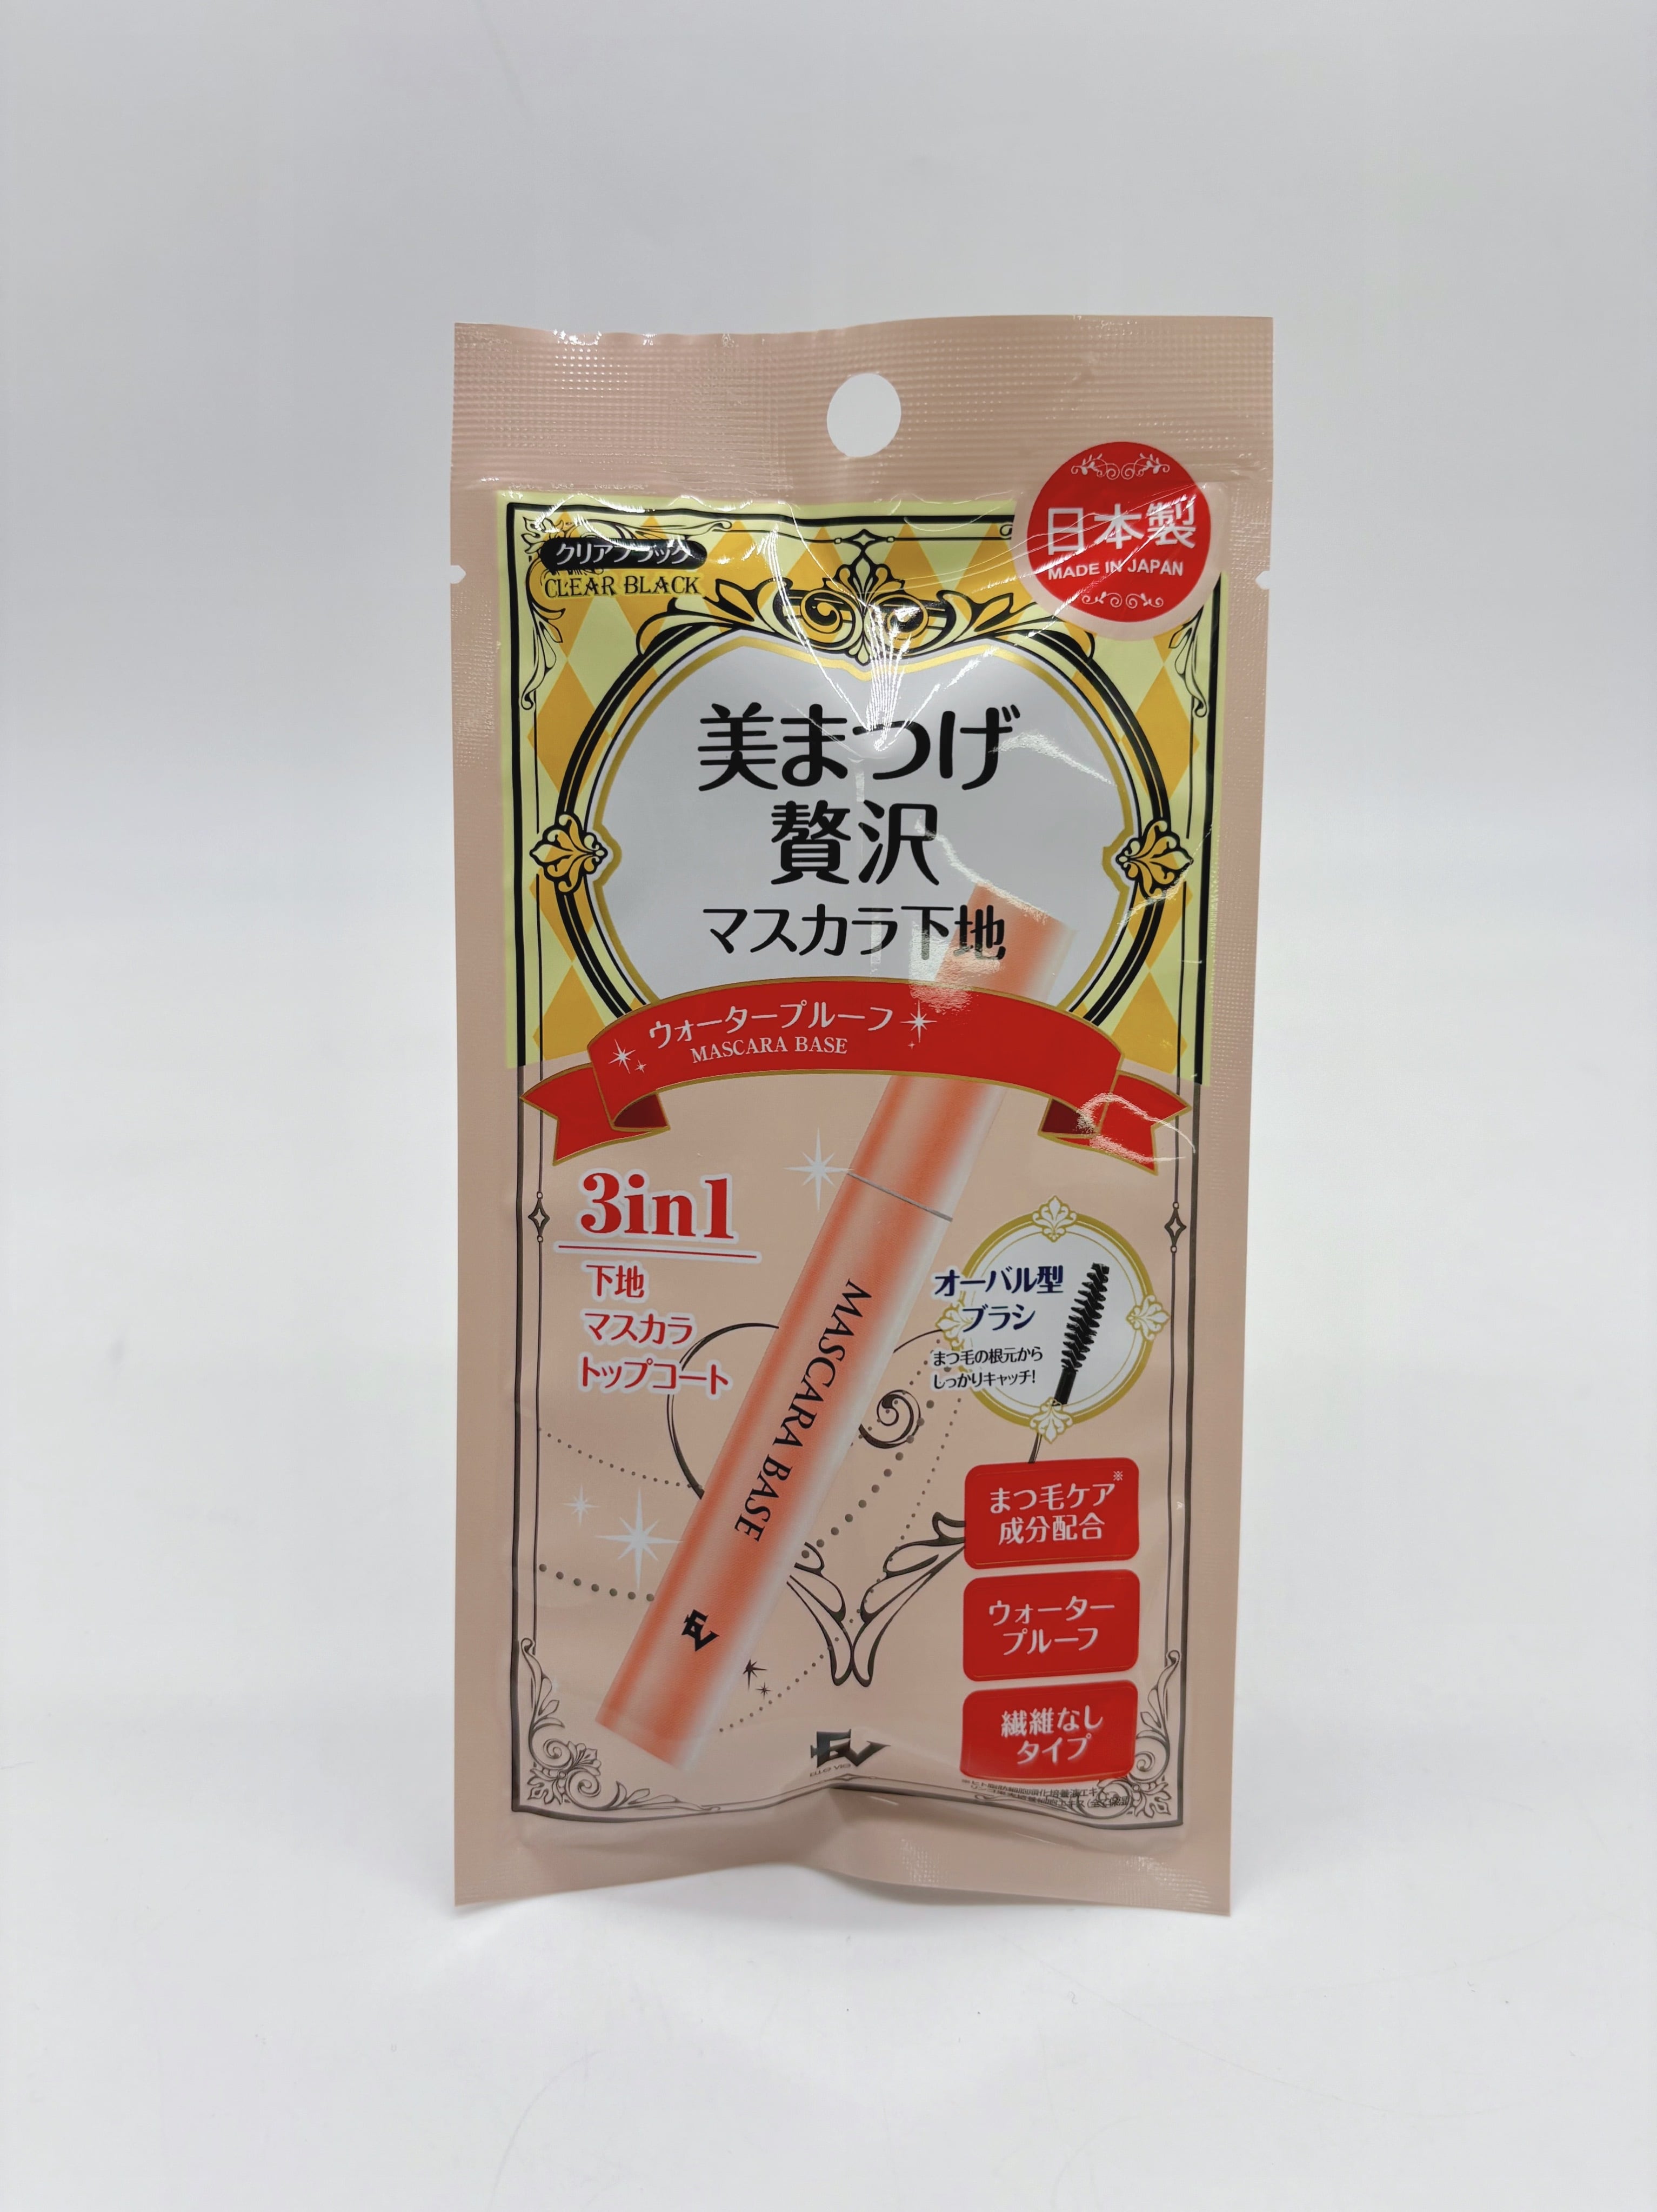 日本製
MADE IN JAPAN
クリアブラック
CLEAR BLACK
美まつげ
贅沢
マスカラ下地
ウォータープルーフ
MASCARA BASE
3in1
下地
マスカラ
トップコート
オーバル型
ブラシ
まつ毛の根元から
しっかりキャッチ!
MASCARA BASE
まつ毛ケア※
成分配合
ウォーター
プルーフ
繊維なし
タイプ